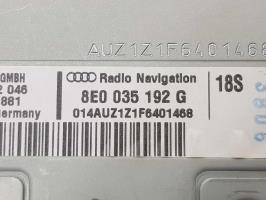 AUZ1Z1F6401468
GMBH
Radio Navigation
18S
2 046
8E0 035 192 G
881
Germany
014AUZ1Z1F6401468